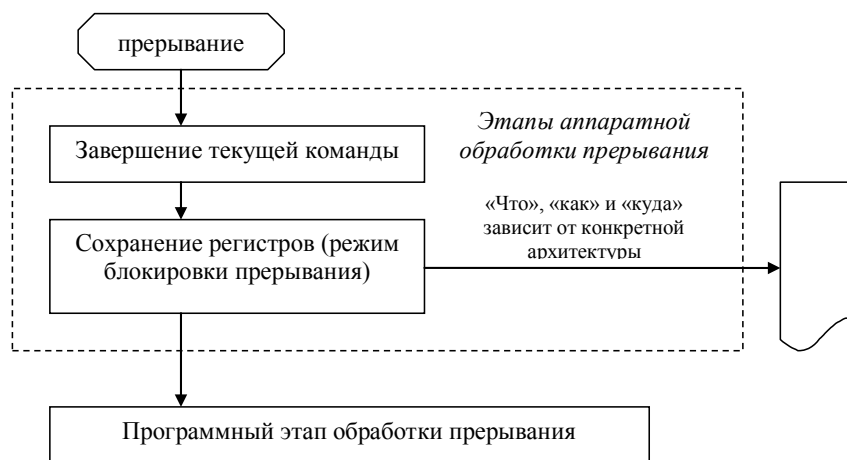 прерывание
Этапы аппаратной
обработки прерывания
Завершение текущей команды
«Что», «как» и «куда»
зависит от конкретной
архитектуры
Сохранение регистров (режим
блокировки прерывания)
Программный этап обработки прерывания